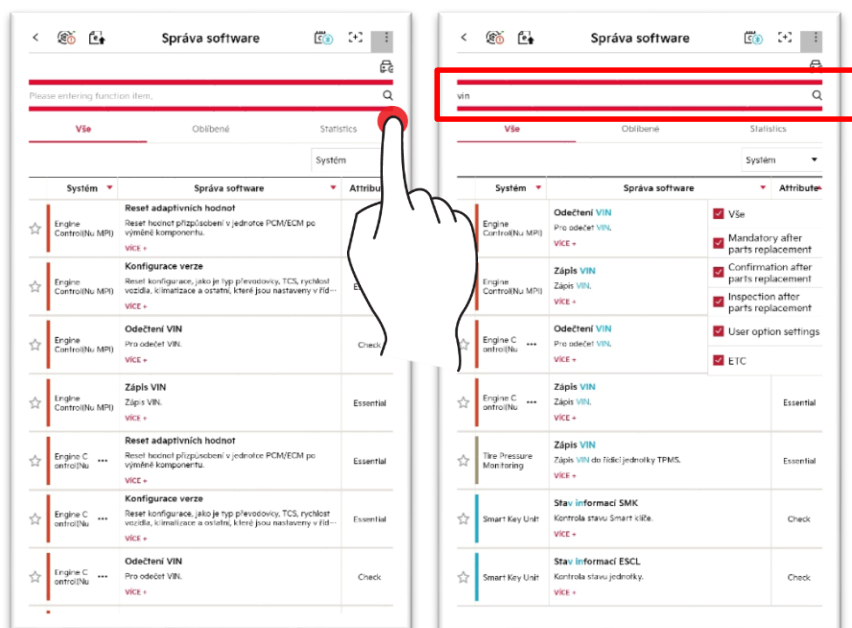 Správa software
Please entering function item.
Vše Oblíbené Statistics
Systém
Systém Správa software
Engine
Control(Nu MPI)
Reset adaptivních hodnot
Reset hodnot přizpůsobení v jednotce PCM/ECM po
výměně komponentu.
VÍCE +
Engine
Control(Nu MPI)
Konfigurace verze
Reset konfigurace, jako je typ převodovky, TCS, rychlost
vozidla, klimatizace a ostatní, které jsou nastaveny v říd...
VÍCE +
Engine
Control(Nu MPI)
Odečtení VIN
Pro odečet VIN.
VÍCE +
Check
Engine
Control(Nu MPI)
Zápis VIN
Zápis VIN.
VÍCE +
Essential
Engine C
ontrol(Nu ...
Reset adaptivních hodnot
Reset hodnot přizpůsobení v jednotce PCM/ECM po
výměně komponentu.
VÍCE +
Essential
Engine C
ontrol(Nu ...
Konfigurace verze
Reset konfigurace, jako je typ převodovky, TCS, rychlost
vozidla, klimatizace a ostatní, které jsou nastaveny v říd...
VÍCE +
Essential
Engine C
ontrol(Nu ...
Odečtení VIN
Pro odečet VIN.
VÍCE +
Check
Správa software
vin
Vše Oblíbené Statistics
Systém
Systém Správa software Attribute
Vše
Mandatory after
parts replacement
Confirmation after
parts replacement
Inspection after
parts replacement
User option settings
ETC
Engine
Control(Nu MPI)
Odečtení VIN
Pro odečet VIN.
VÍCE +
Engine
Control(Nu MPI)
Zápis VIN
Zápis VIN.
VÍCE +
Engine C
ontrol(Nu ...
Odečtení VIN
Pro odečet VIN.
VÍCE +
Engine C
ontrol(Nu ...
Zápis VIN
Zápis VIN.
VÍCE +
Essential
Tire Pressure
Monitoring
Zápis VIN
Zápis VIN do řídicí jednotky TPMS.
VÍCE +
Essential
Smart Key Unit
Stav informací SMK
Kontrola stavu Smart klíče.
VÍCE +
Check
Smart Key Unit
Stav informací ESCL
Kontrola stavu jednotky.
VÍCE +
Check